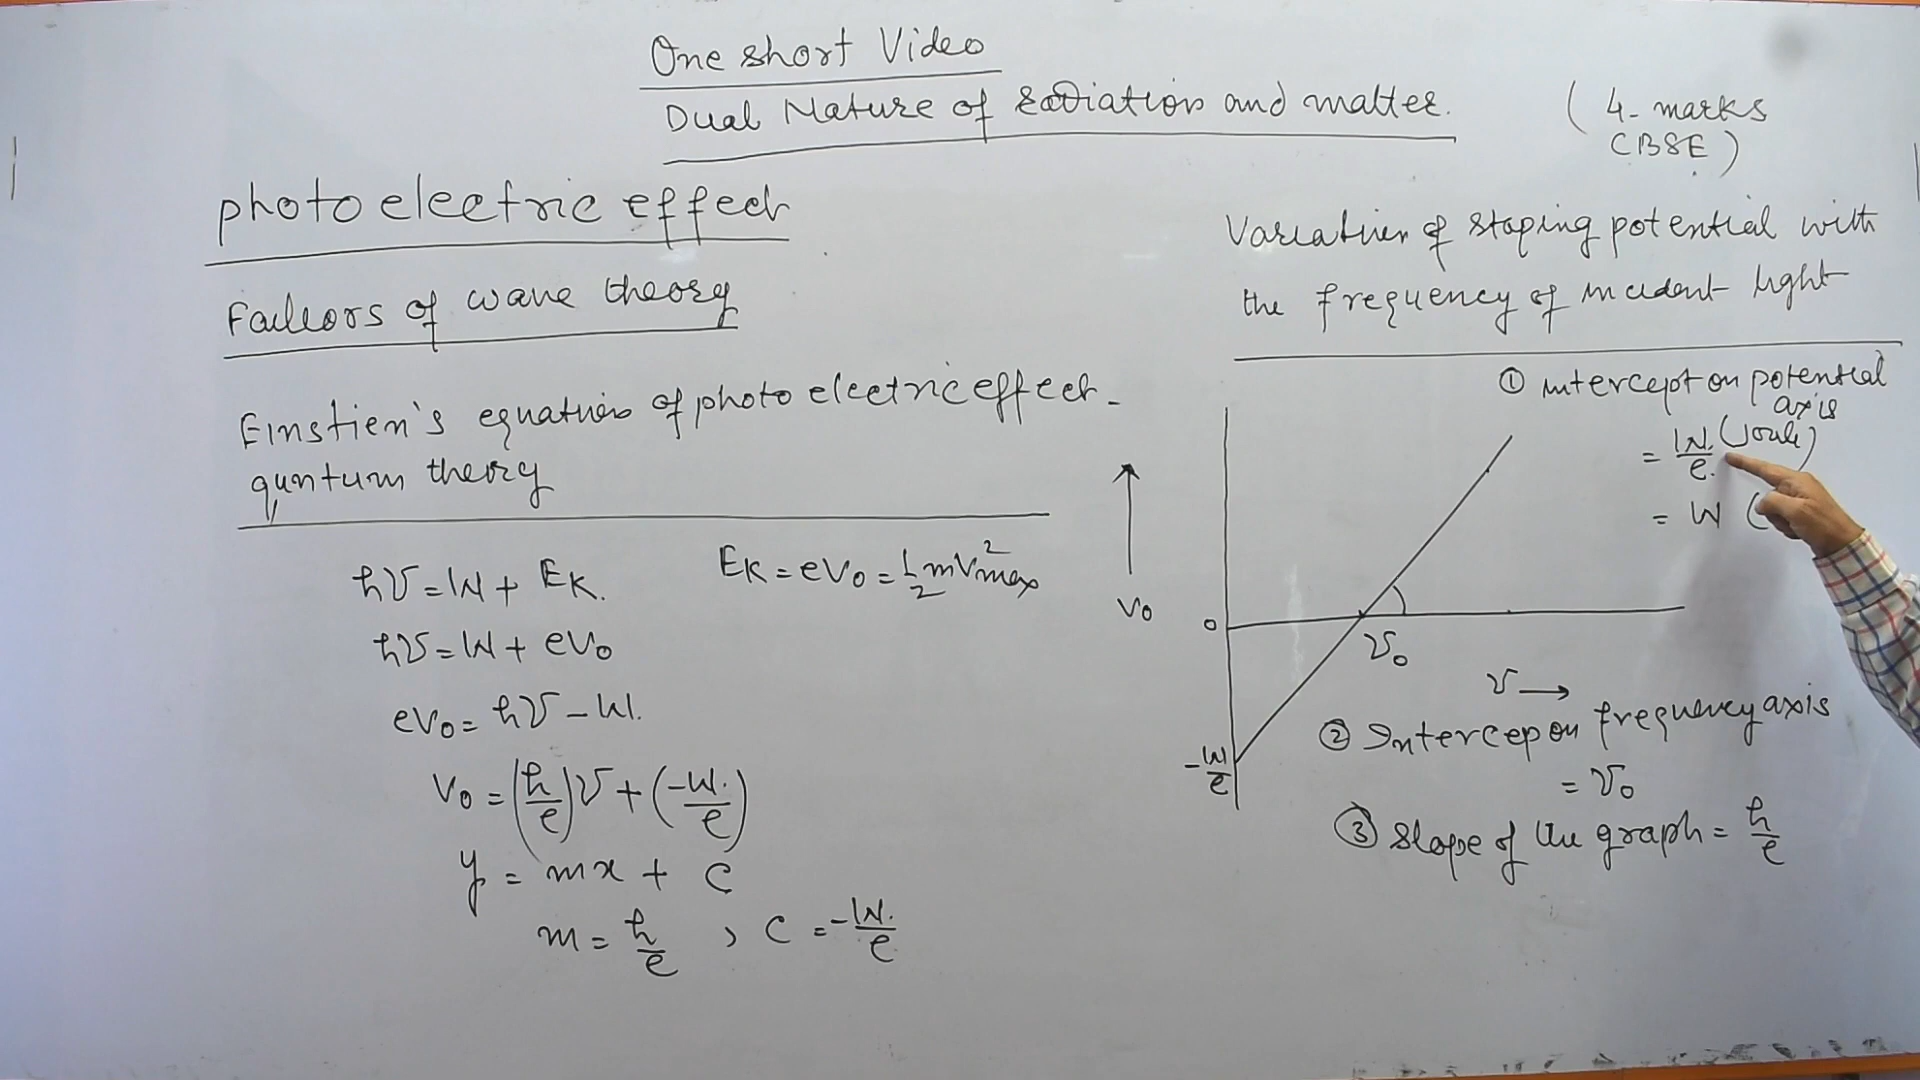 One short Video
Dual Nature of radiation and matter.
( 4- marks
CBSE )
photo electric effect
Failors of wave theory
Einstien's equation of photo electric effect -
quntum theory
hν = W + EK.
EK = eV₀ = 1/2 mV²max
hν = W + eV₀
eV₀ = hν - W.
V₀ = (h/e)ν + (-W./e)
y = mx + c
m = h/e , c = -W./e
Variation of stoping potential with
the frequency of incident light
① intercept on potential
axis
= W./e. (Joule)
= W (
V₀
0
ν₀
ν →
-W/e
② Intercep on frequency axis
= ν₀
③ slope of the graph = h/e